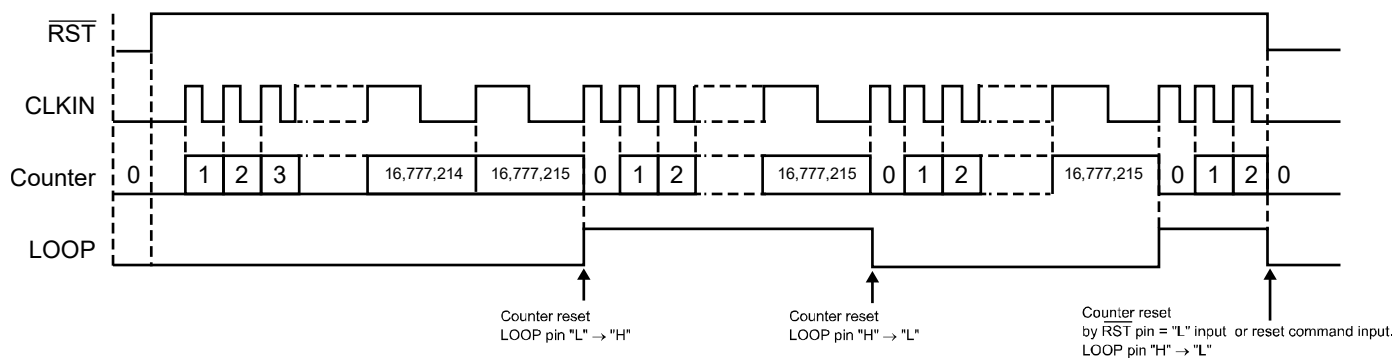 RST
CLKIN
Counter 0 1 2 3 16,777,214 16,777,215 0 1 2 16,777,215 0 1 2 16,777,215 0 1 2 0
LOOP
Counter reset
LOOP pin "L" → "H"
Counter reset
LOOP pin "H" → "L"
Counter reset
by RST pin = "L" input or reset command input.
LOOP pin "H" → "L"